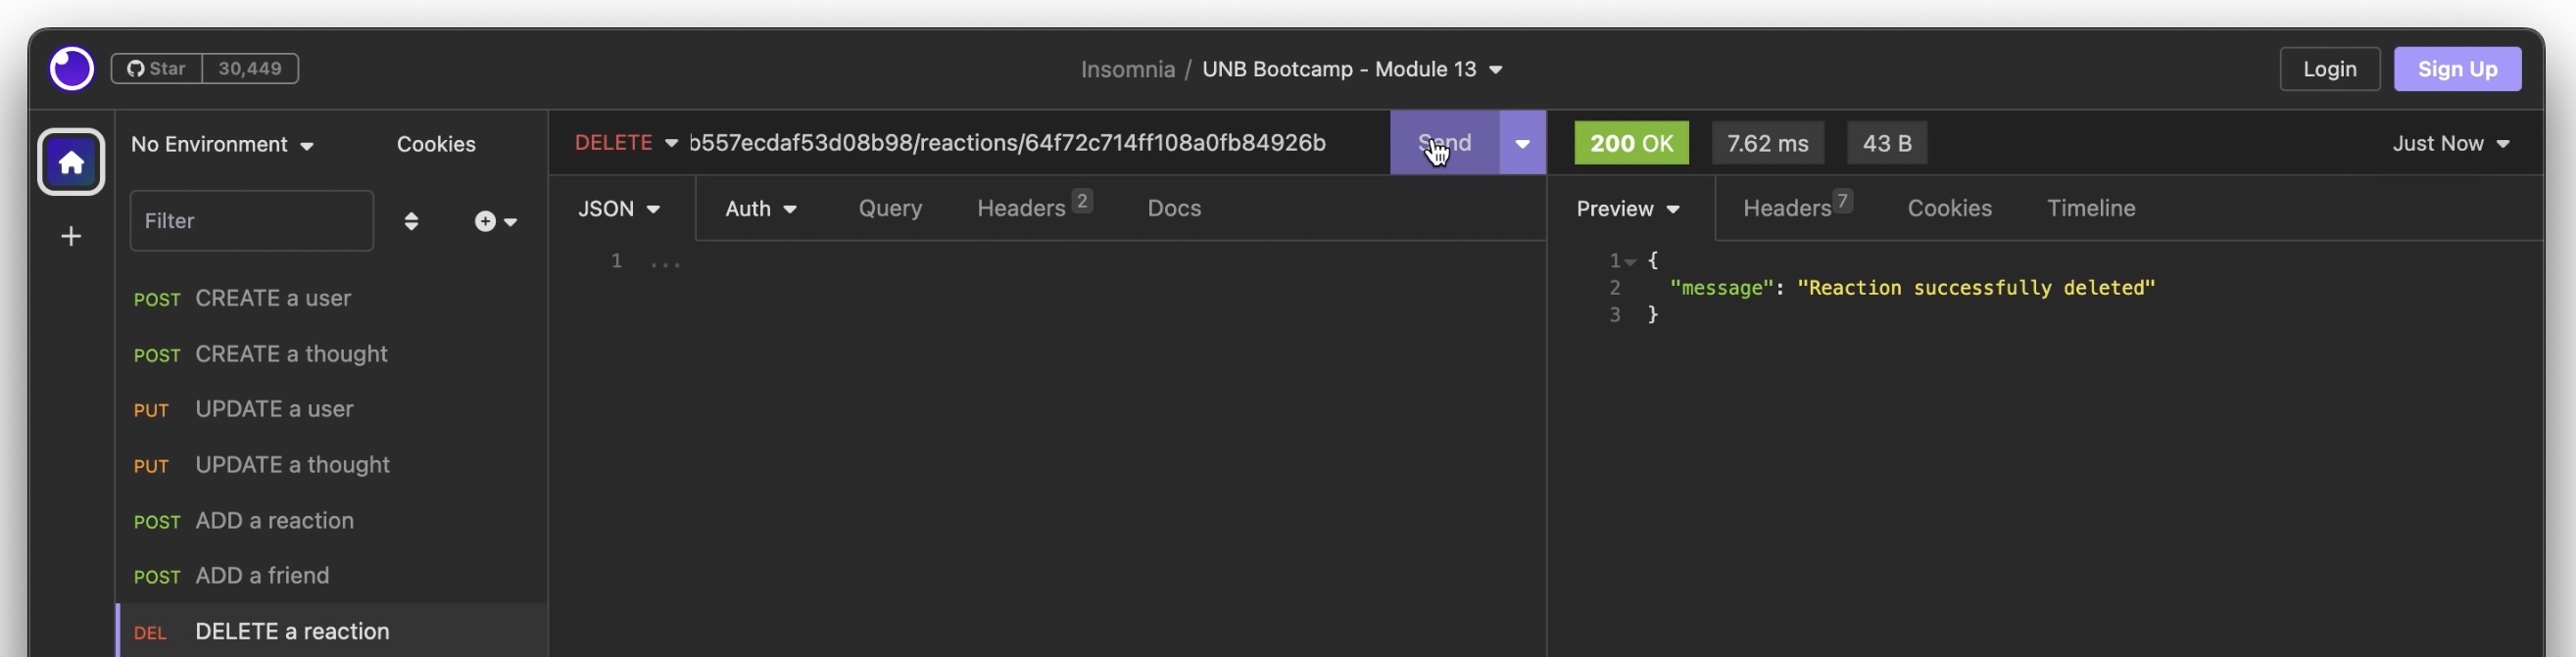 Star 30,449
Insomnia / UNB Bootcamp - Module 13
Login Sign Up
No Environment Cookies
Filter
POST CREATE a user
POST CREATE a thought
PUT UPDATE a user
PUT UPDATE a thought
POST ADD a reaction
POST ADD a friend
DEL DELETE a reaction
DELETE b557ecdaf53d08b98/reactions/64f72c714ff108a0fb84926b Send
JSON Auth Query Headers 2 Docs
1 ...
200 OK 7.62 ms 43 B Just Now
Preview Headers 7 Cookies Timeline
1 {
2 "message": "Reaction successfully deleted"
3 }